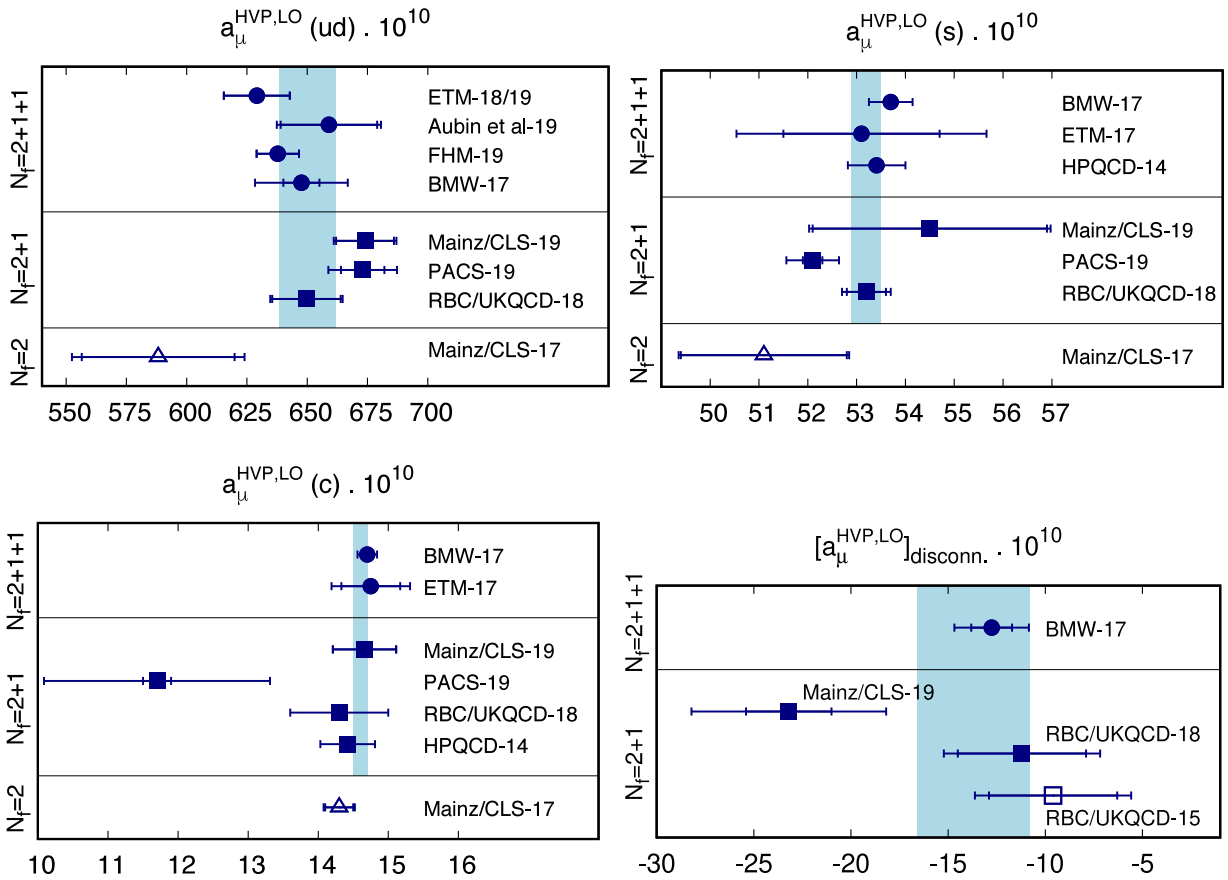 a_μ^HVP,LO (ud) . 10^10
N_f=2+1+1
ETM-18/19
Aubin et al-19
FHM-19
BMW-17
N_f=2+1
Mainz/CLS-19
PACS-19
RBC/UKQCD-18
N_f=2
Mainz/CLS-17
550 575 600 625 650 675 700
a_μ^HVP,LO (s) . 10^10
N_f=2+1+1
BMW-17
ETM-17
HPQCD-14
N_f=2+1
Mainz/CLS-19
PACS-19
RBC/UKQCD-18
N_f=2
Mainz/CLS-17
50 51 52 53 54 55 56 57
a_μ^HVP,LO (c) . 10^10
N_f=2+1+1
BMW-17
ETM-17
N_f=2+1
Mainz/CLS-19
PACS-19
RBC/UKQCD-18
HPQCD-14
N_f=2
Mainz/CLS-17
10 11 12 13 14 15 16
[a_μ^HVP,LO]_disconn. . 10^10
N_f=2+1+1
BMW-17
N_f=2+1
Mainz/CLS-19
RBC/UKQCD-18
RBC/UKQCD-15
-30 -25 -20 -15 -10 -5